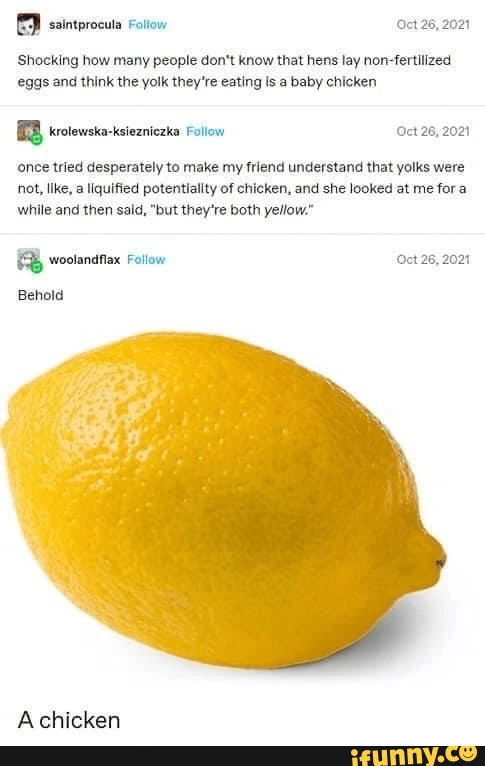 saintprocula Follow Oct 26, 2021
Shocking how many people don't know that hens lay non-fertilized
eggs and think the yolk they're eating is a baby chicken
krolewska-ksiezniczka Follow Oct 26, 2021
once tried desperately to make my friend understand that yolks were
not, like, a liquified potentiality of chicken, and she looked at me for a
while and then said, "but they're both yellow."
woolandflax Follow Oct 26, 2021
Behold
A chicken
ifunny.co